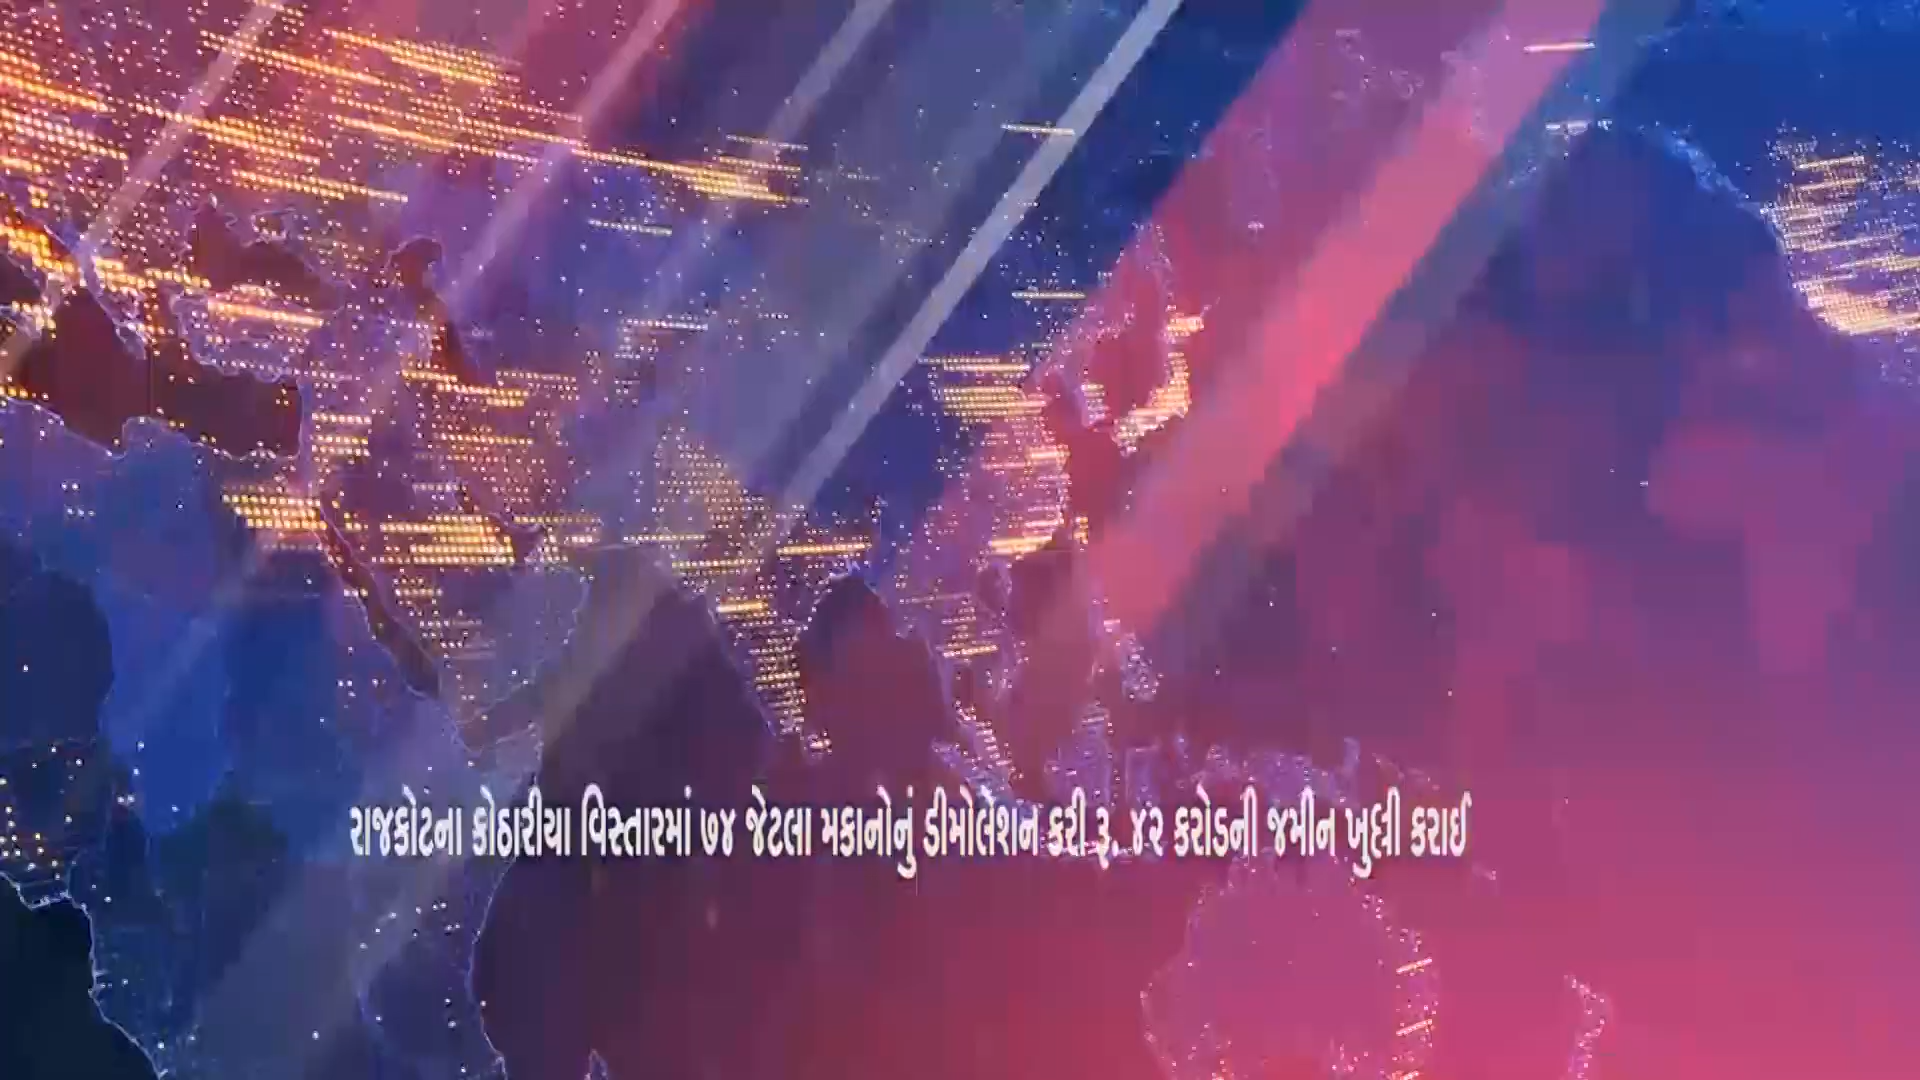 રાજકોટના કોઠારીયા વિસ્તારમાં ૭૪ જેટલા મકાનોનું ડીમોલેશન કરી રૂ. ૪૨ કરોડની જમીન ખુલ્લી કરાઈ